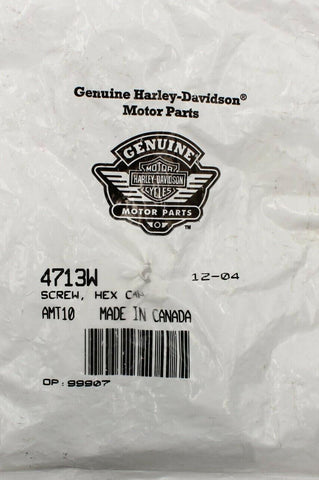 Genuine Harley-Davidson®
Motor Parts
GENUINE
MOTOR
HARLEY-DAVIDSON
CYCLES
MOTOR PARTS
™
4713W
12-04
SCREW, HEX
AMT10 MADE IN CANADA
OP:99907